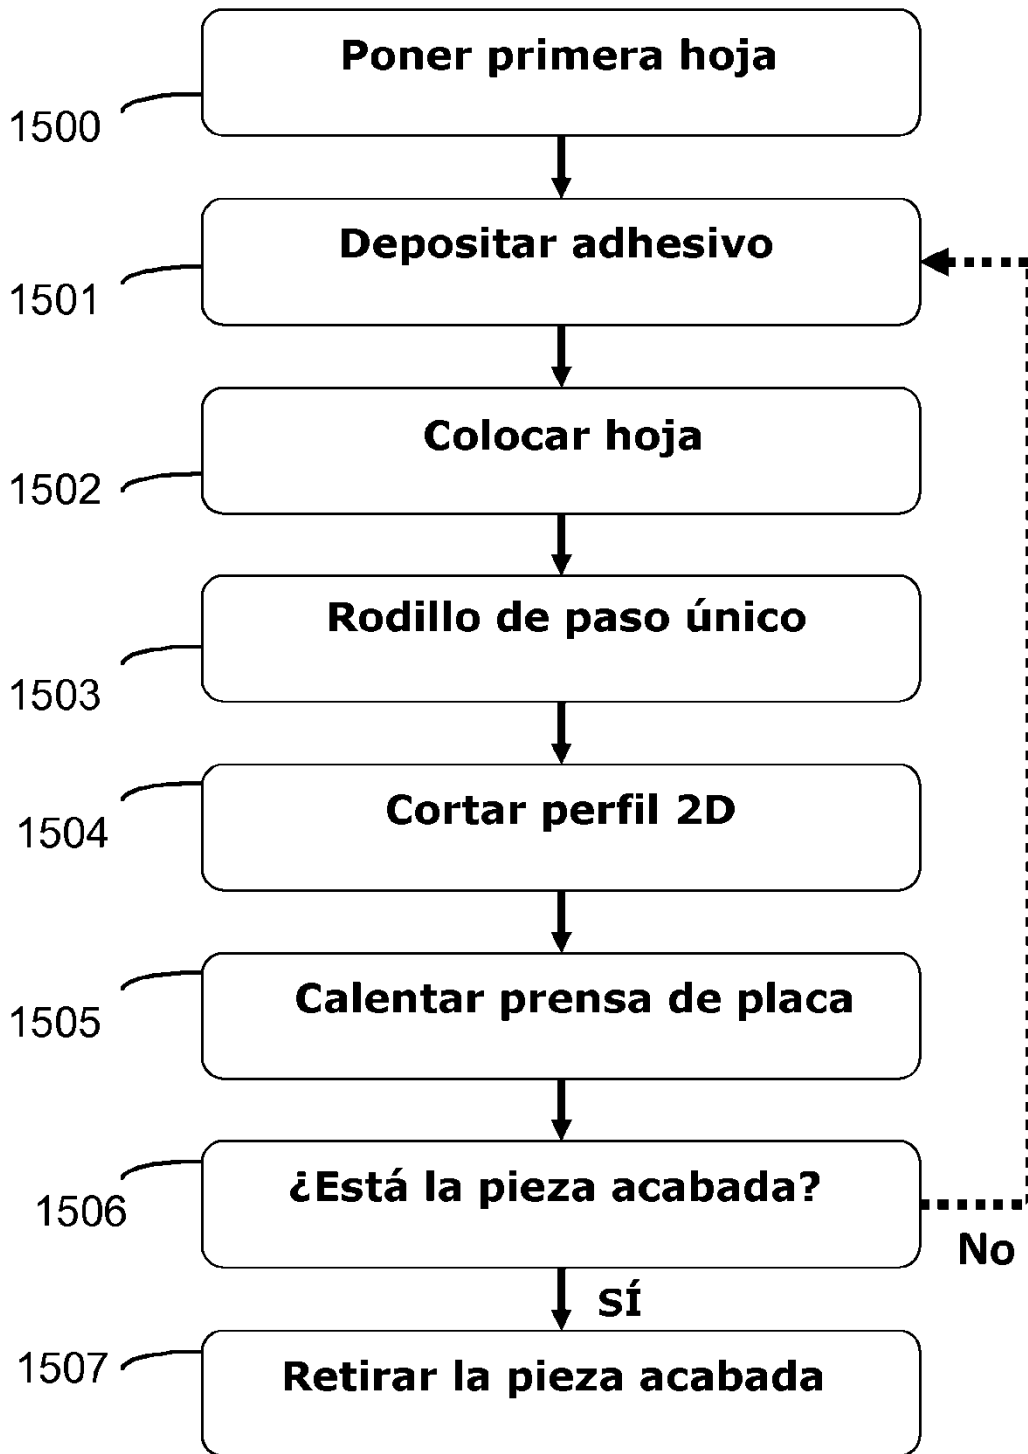 Poner primera hoja
1500
Depositar adhesivo
1501
Colocar hoja
1502
Rodillo de paso único
1503
Cortar perfil 2D
1504
Calentar prensa de placa
1505
¿Está la pieza acabada?
1506
No
SÍ
Retirar la pieza acabada
1507